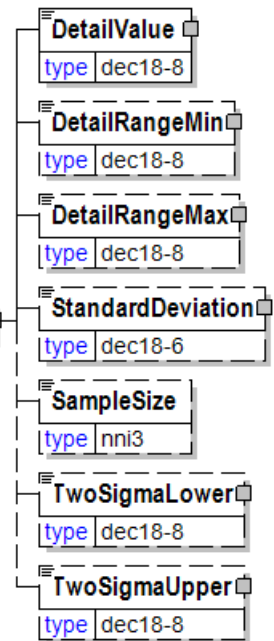 DetailValue
type dec18-8
DetailRangeMin
type dec18-8
DetailRangeMax
type dec18-8
StandardDeviation
type dec18-6
SampleSize
type nni3
TwoSigmaLower
type dec18-8
TwoSigmaUpper
type dec18-8